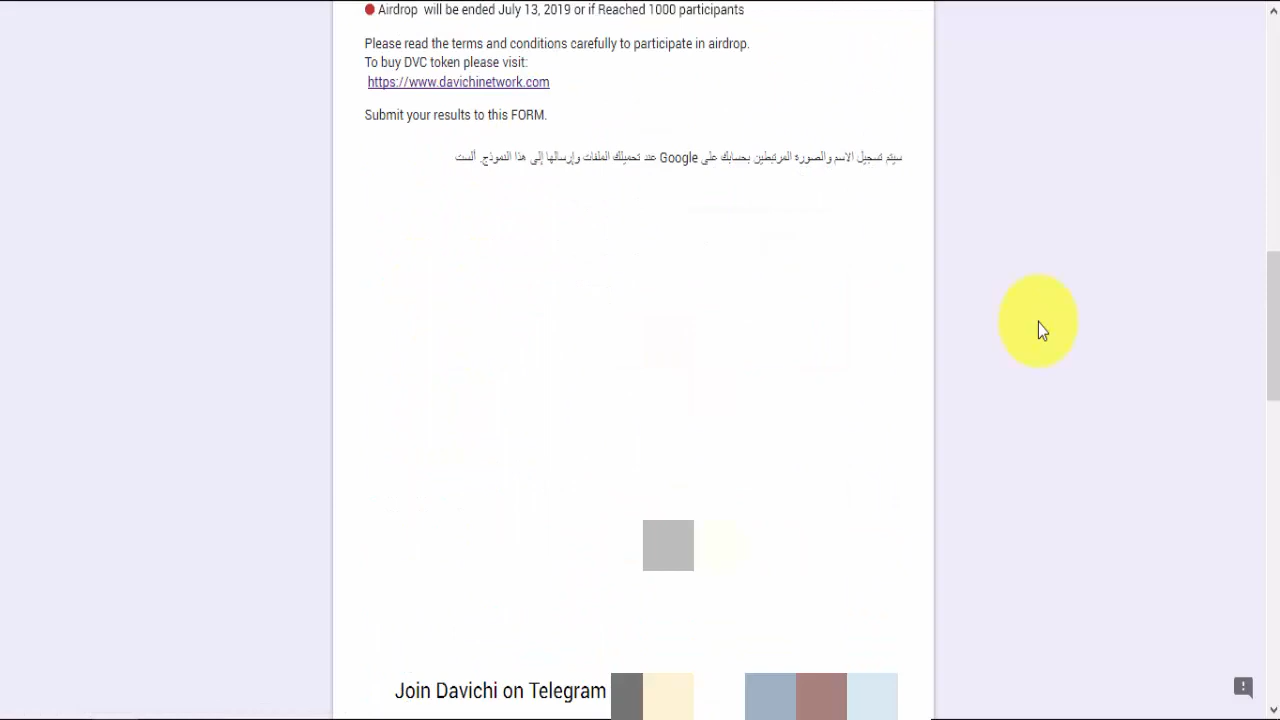 Airdrop will be ended July 13, 2019 or if Reached 1000 participants
Please read the terms and conditions carefully to participate in airdrop.
To buy DVC token please visit:
https://www.davichinetwork.com
Submit your results to this FORM.
سيتم تسجيل الاسم والصورة المرتبطين بحسابك على Google عند تحميلك الملفات وإرسالها إلى هذا النموذج. ألست
Join Davichi on Telegram